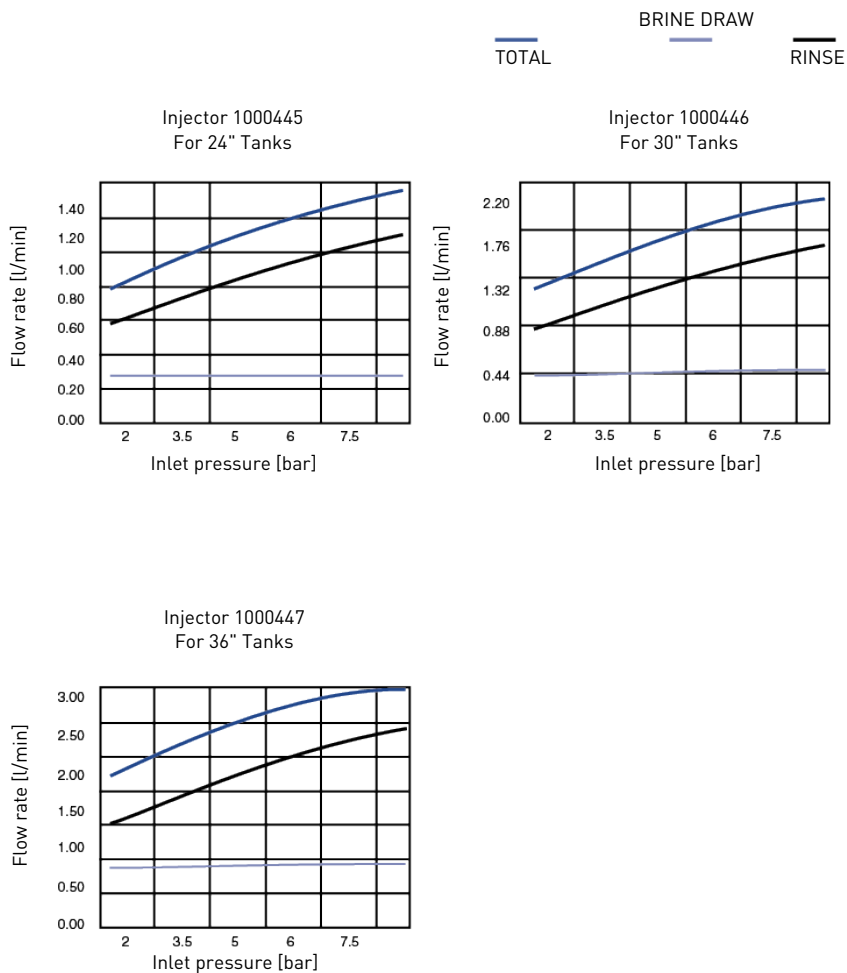 BRINE DRAW
TOTAL
RINSE
Injector 1000445
For 24" Tanks
Flow rate [l/min]
1.40
1.20
1.00
0.80
0.60
0.40
0.20
0.00
2 3.5 5 6 7.5
Inlet pressure [bar]
Injector 1000446
For 30" Tanks
Flow rate [l/min]
2.20
1.76
1.32
0.88
0.44
0.00
2 3.5 5 6 7.5
Inlet pressure [bar]
Injector 1000447
For 36" Tanks
Flow rate [l/min]
3.00
2.50
2.00
1.50
1.00
0.50
0.00
2 3.5 5 6 7.5
Inlet pressure [bar]